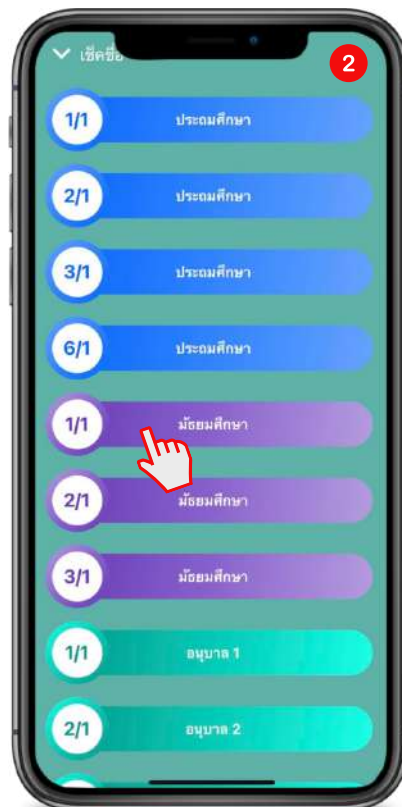 เช็คชื่อ
2
1/1 ประถมศึกษา
2/1 ประถมศึกษา
3/1 ประถมศึกษา
6/1 ประถมศึกษา
1/1 มัธยมศึกษา
2/1 มัธยมศึกษา
3/1 มัธยมศึกษา
1/1 อนุบาล 1
2/1 อนุบาล 2